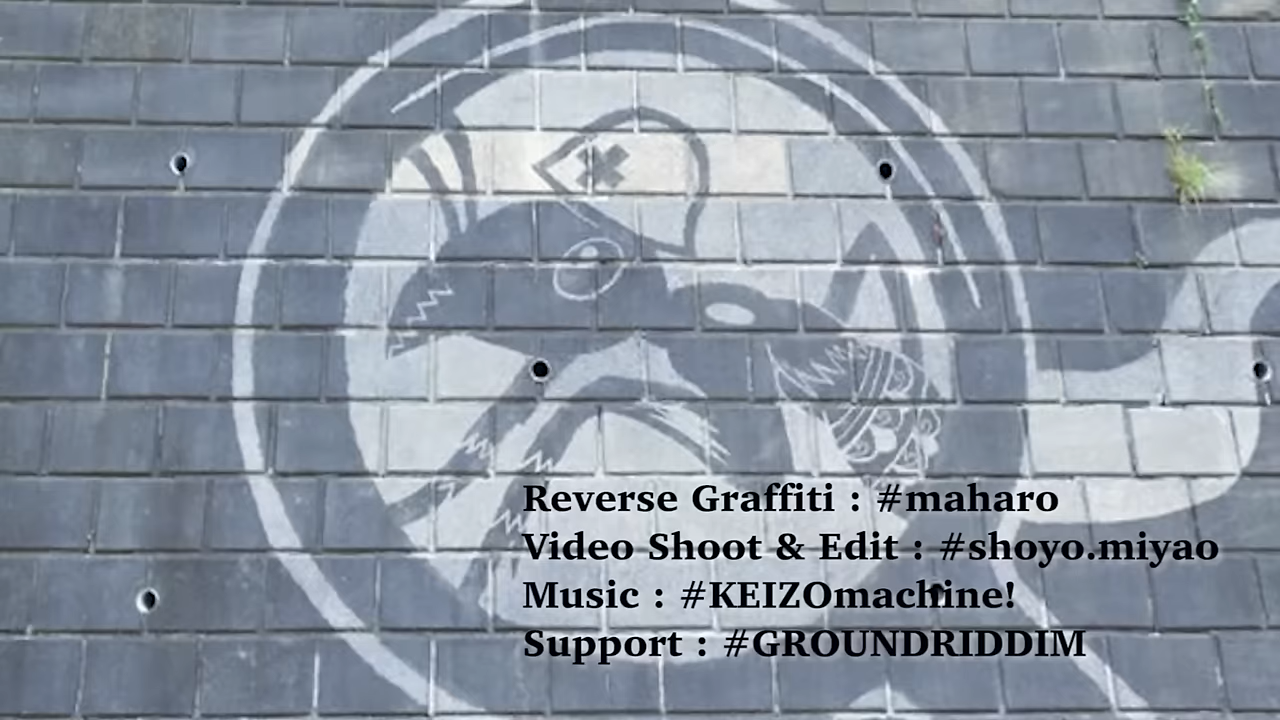 Reverse Graffiti : #maharo
Video Shoot & Edit : #shoyo.miyao
Music : #KEIZOmachine!
Support : #GROUNDRIDDIM